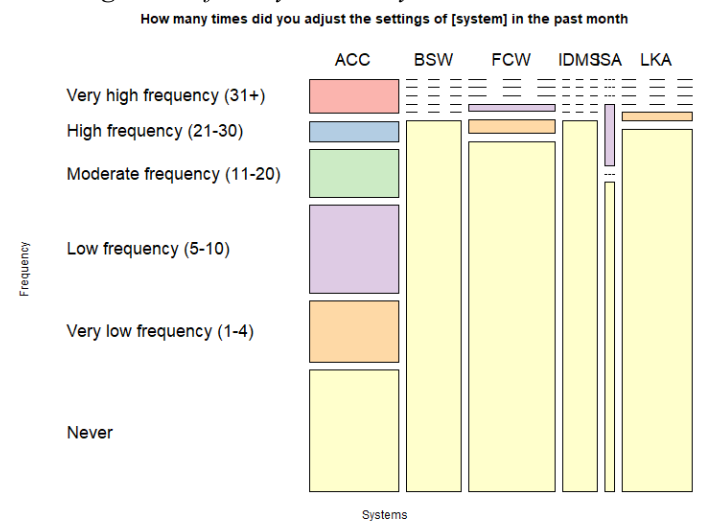 How many times did you adjust the settings of [system] in the past month
ACC BSW FCW IDMSSSA LKA
Very high frequency (31+)
High frequency (21-30)
Moderate frequency (11-20)
Low frequency (5-10)
Very low frequency (1-4)
Never
Frequency
Systems